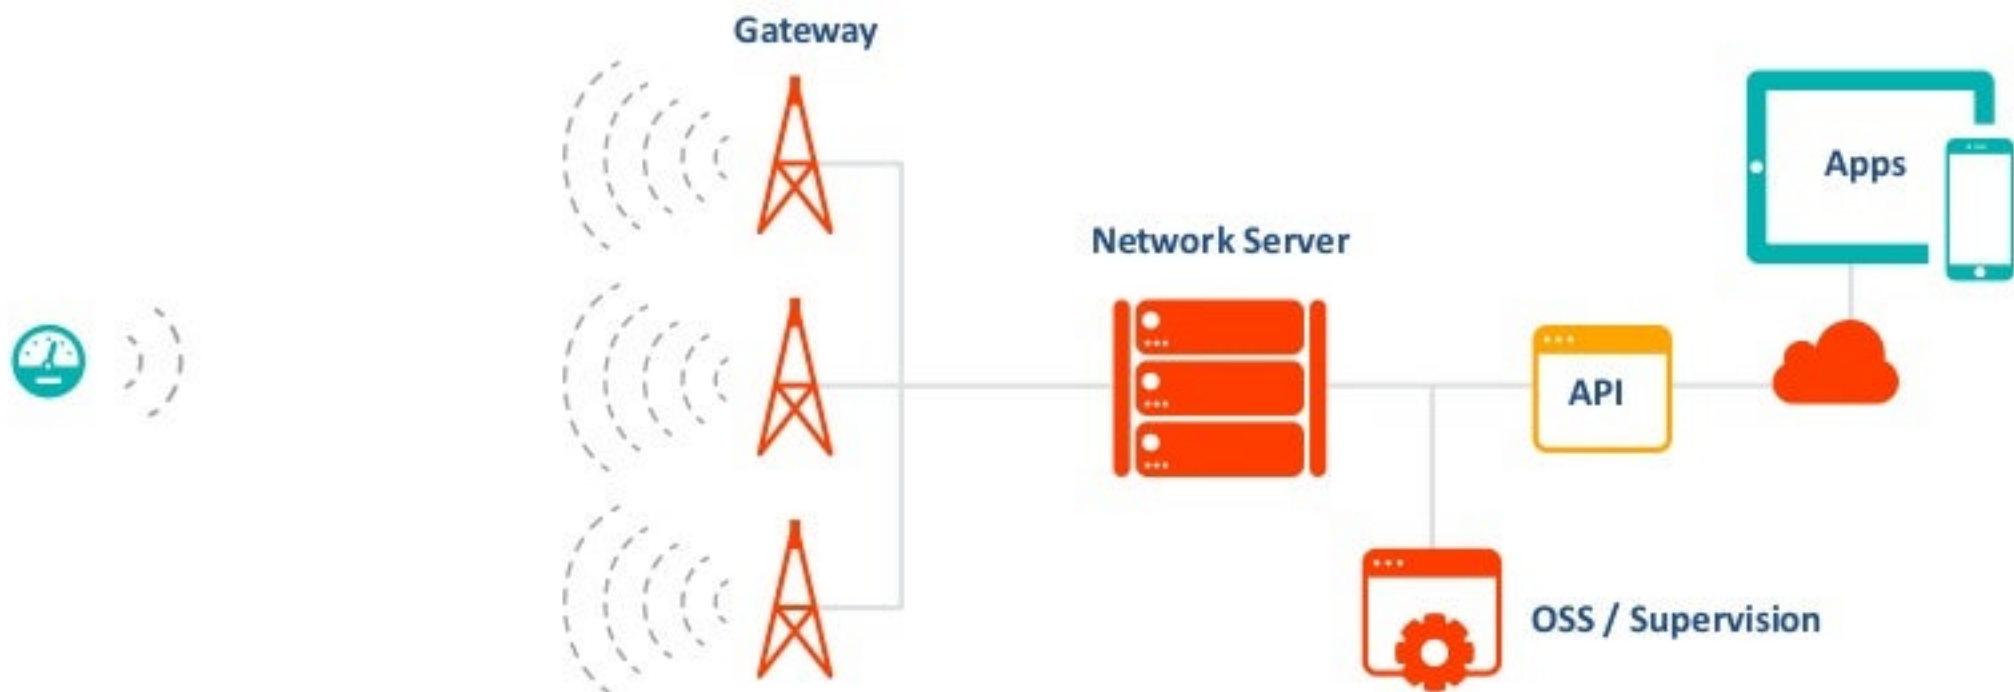 Gateway
Network Server
Apps
API
OSS / Supervision